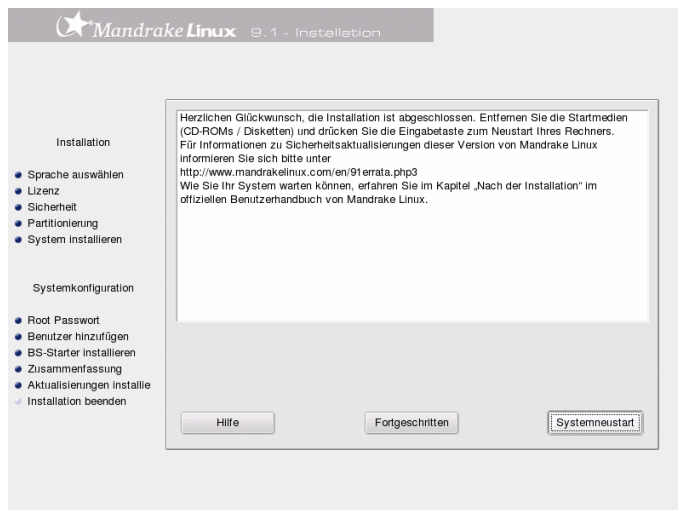 Mandrake Linux 9.1 - Installation
Installation
Sprache auswählen
Lizenz
Sicherheit
Partitionierung
System installieren
Systemkonfiguration
Root Passwort
Benutzer hinzufügen
BS-Starter installieren
Zusammenfassung
Aktualisierungen installie
Installation beenden
Herzlichen Glückwunsch, die Installation ist abgeschlossen. Entfernen Sie die Startmedien
(CD-ROMs / Disketten) und drücken Sie die Eingabetaste zum Neustart Ihres Rechners.
Für Informationen zu Sicherheitsaktualisierungen dieser Version von Mandrake Linux
informieren Sie sich bitte unter
http://www.mandrakelinux.com/en/91errata.php3
Wie Sie Ihr System warten können, erfahren Sie im Kapitel „Nach der Installation“ im
offiziellen Benutzerhandbuch von Mandrake Linux.
Hilfe
Fortgeschritten
Systemneustart